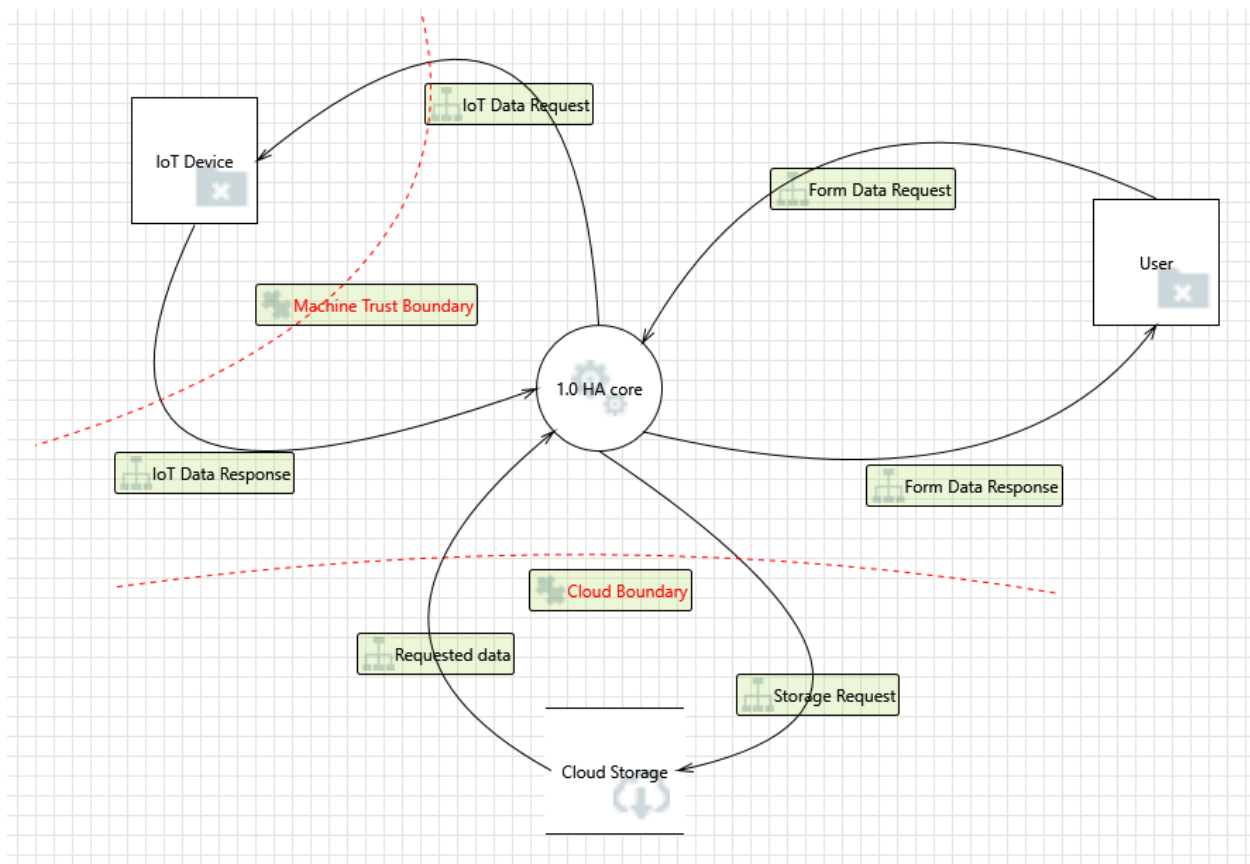 IoT Data Request
IoT Device
Form Data Request
User
Machine Trust Boundary
1.0 HA core
IoT Data Response
Form Data Response
Cloud Boundary
Requested data
Storage Request
Cloud Storage